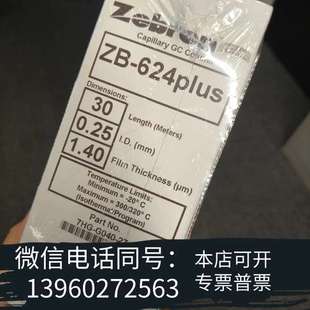 Zebron
Capillary GC Column
ZB-624plus
Dimensions:
30 Length (Meters)
0.25 I.D. (mm)
1.40 Film Thickness (µm)
Temperature Limits:
Minimum = -20° C
Maximum = 300/320° C
(Isothermic/Program)
Part No.
微信电话同号:
13960272563
本店可开
专票普票